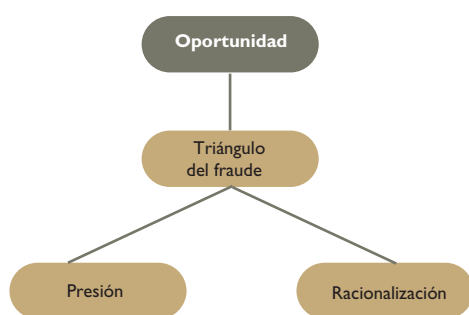 Oportunidad
Triángulo
del fraude
Presión
Racionalización